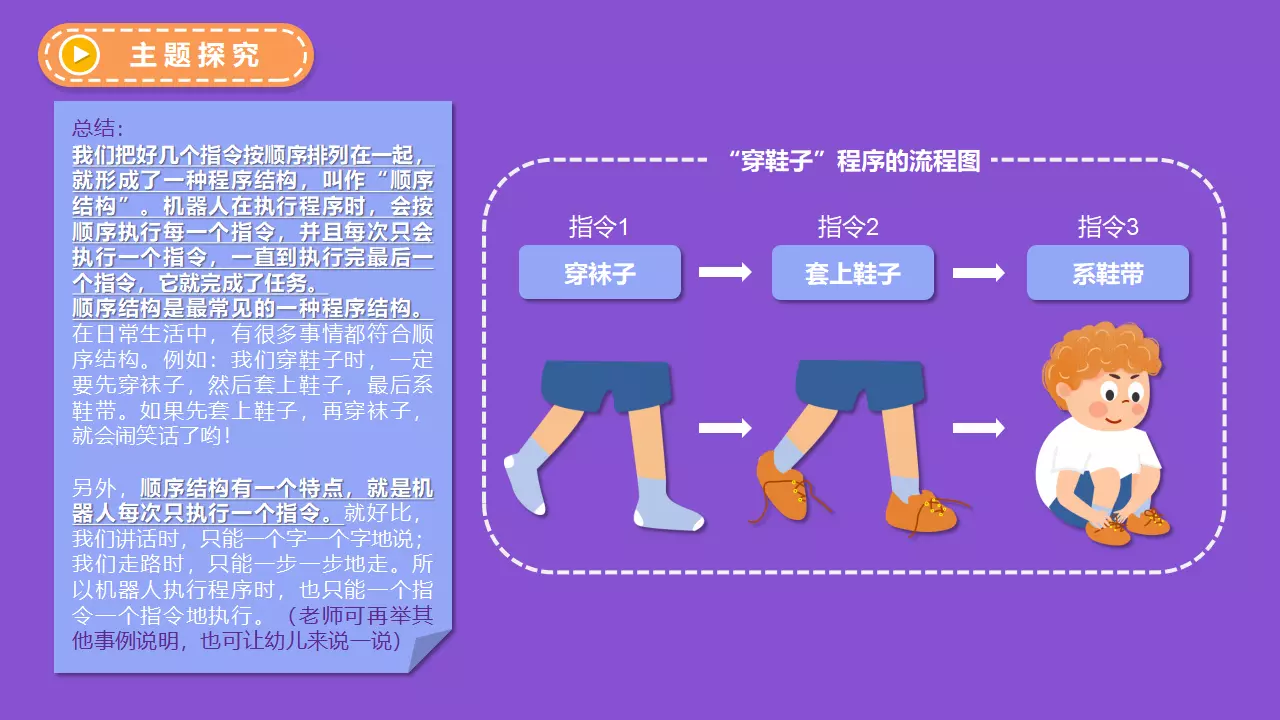 主题探究
总结：
我们把好几个指令按顺序排列在一起，
就形成了一种程序结构，叫作“顺序
结构”。机器人在执行程序时，会按
顺序执行每一个指令，并且每次只会
执行一个指令，一直到执行完最后一
个指令，它就完成了任务。
顺序结构是最常见的一种程序结构。
在日常生活中，有很多事情都符合顺
序结构。例如：我们穿鞋子时，一定
要先穿袜子，然后套上鞋子，最后系
鞋带。如果先套上鞋子，再穿袜子，
就会闹笑话了哟！
另外，顺序结构有一个特点，就是机
器人每次只执行一个指令。就好比，
我们讲话时，只能一个字一个字地说；
我们走路时，只能一步一步地走。所
以机器人执行程序时，也只能一个指
令一个指令地执行。（老师可再举其
他事例说明，也可让幼儿来说一说）
“穿鞋子”程序的流程图
指令1
指令2
指令3
穿袜子
套上鞋子
系鞋带